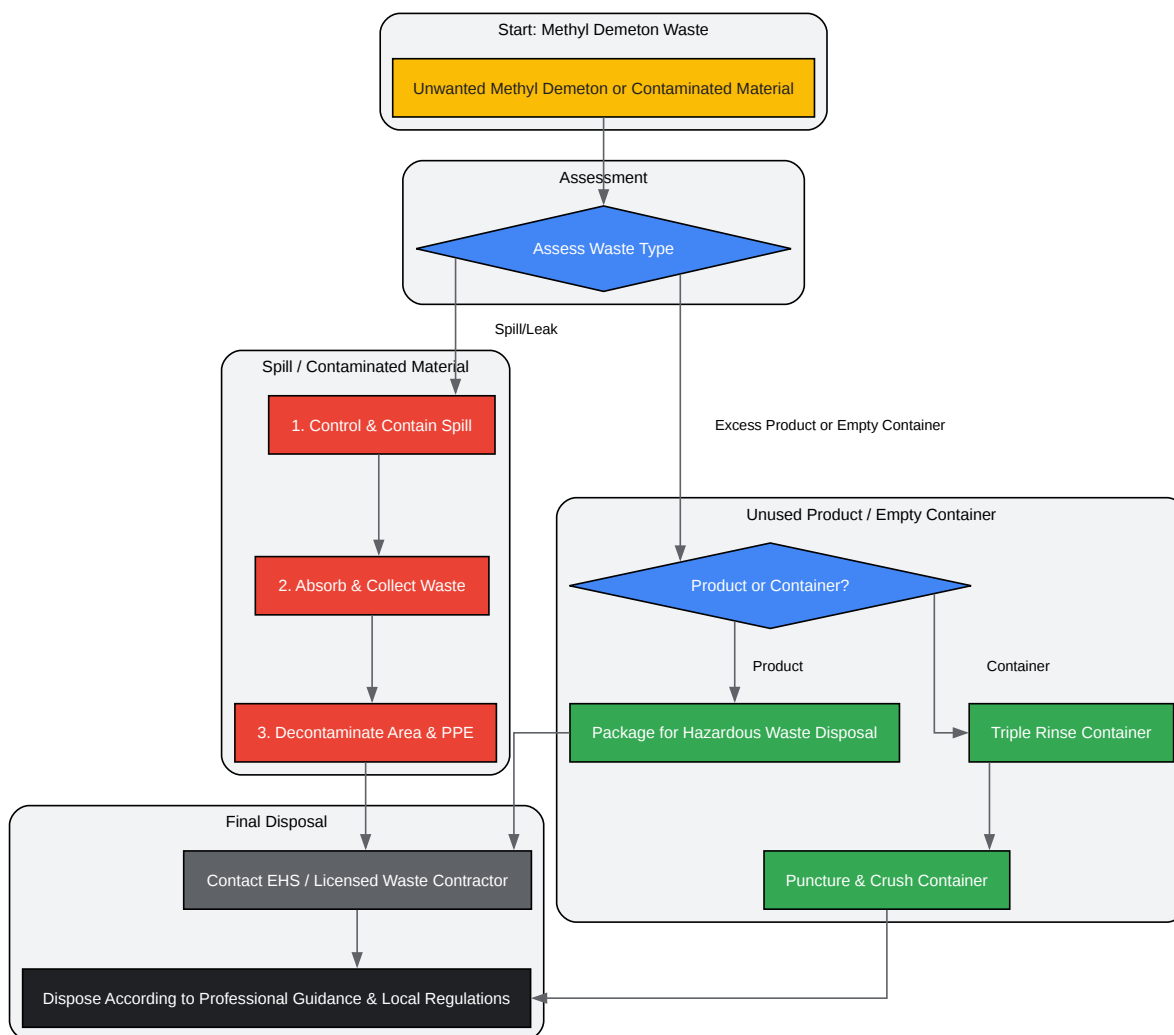 Start: Methyl Demeton Waste
Unwanted Methyl Demeton or Contaminated Material
Assessment
Assess Waste Type
Spill/Leak
Spill / Contaminated Material
1. Control & Contain Spill
Excess Product or Empty Container
Unused Product / Empty Container
2. Absorb & Collect Waste
Product or Container?
Product
Container
3. Decontaminate Area & PPE
Package for Hazardous Waste Disposal
Triple Rinse Container
Final Disposal
Contact EHS / Licensed Waste Contractor
Puncture & Crush Container
Dispose According to Professional Guidance & Local Regulations